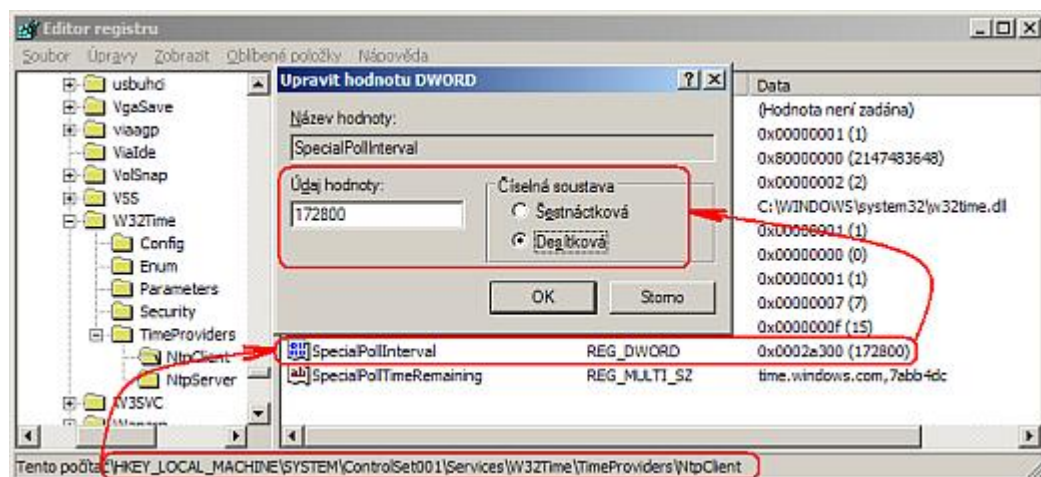 Editor registru
Soubor Úpravy Zobrazit Oblíbené položky Nápověda
usbuhci
VgaSave
viaagp
ViaIde
VolSnap
VSS
W32Time
Config
Enum
Parameters
Security
TimeProviders
NtpClient
NtpServer
W3SVC
Upravit hodnotu DWORD
Název hodnoty:
SpecialPollInterval
Údaj hodnoty:
172800
Číselná soustava
Šestnáctková
Desítková
OK Storno
Data
(Hodnota není zadána)
0x00000001 (1)
0x80000000 (2147483648)
0x00000002 (2)
C:\WINDOWS\system32\w32time.dll
0x00000001 (1)
0x00000000 (0)
0x00000001 (1)
0x00000007 (7)
0x0000000f (15)
SpecialPollInterval REG_DWORD 0x0002a300 (172800)
SpecialPollTimeRemaining REG_MULTI_SZ time.windows.com,7abb4dc
Tento počítač\HKEY_LOCAL_MACHINE\SYSTEM\ControlSet001\Services\W32Time\TimeProviders\NtpClient